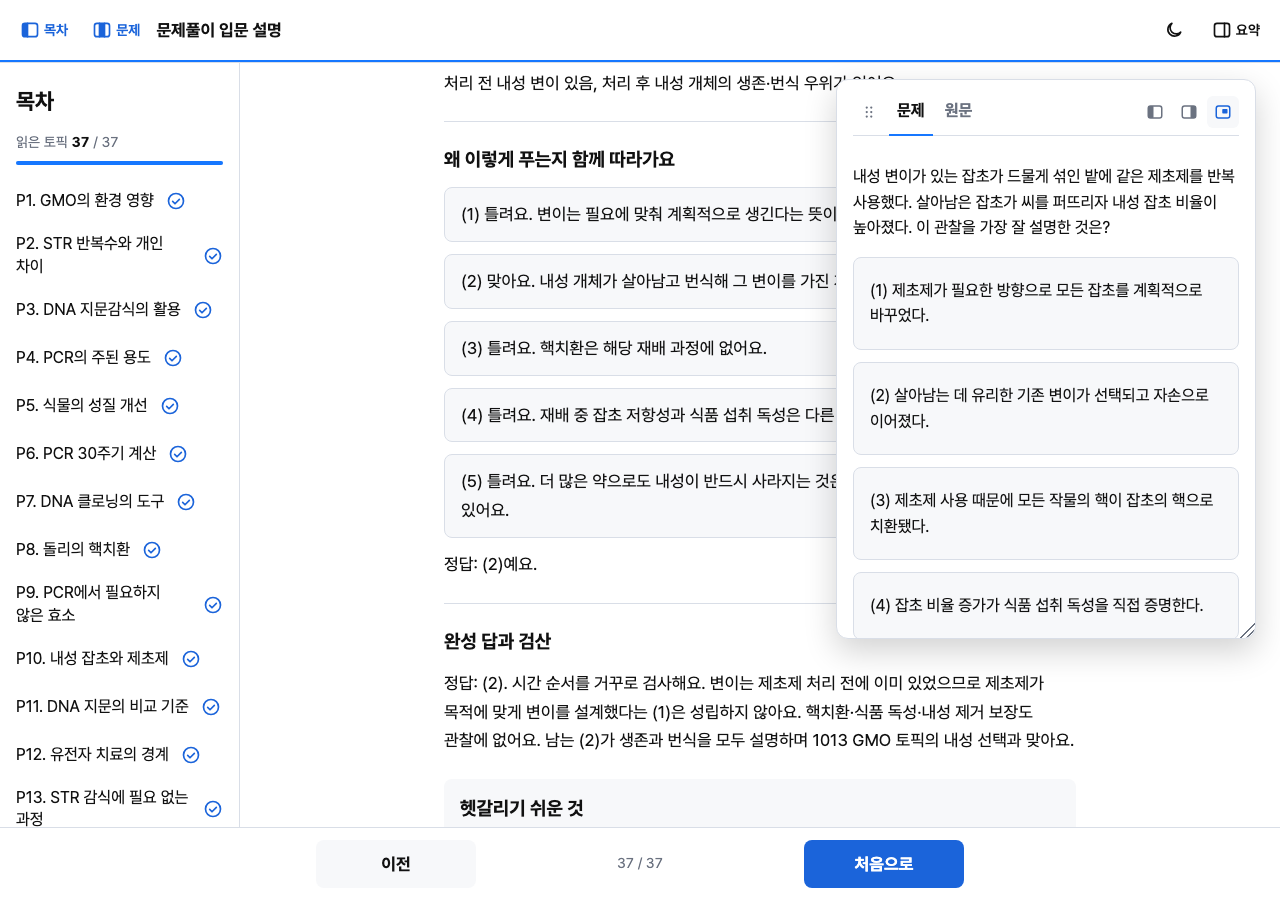 목차
문제
문제풀이 입문 설명
요약
목차
읽은 토픽 37 / 37
P1. GMO의 환경 영향
P2. STR 반복수와 개인
차이
P3. DNA 지문감식의 활용
P4. PCR의 주된 용도
P5. 식물의 성질 개선
P6. PCR 30주기 계산
P7. DNA 클로닝의 도구
P8. 돌리의 핵치환
P9. PCR에서 필요하지
않은 효소
P10. 내성 잡초와 제초제
P11. DNA 지문의 비교 기준
P12. 유전자 치료의 경계
P13. STR 감식에 필요 없는
과정
처리 전 내성 변이 있음, 처리 후 내성 개체의 생존·번식 우위가
왜 이렇게 푸는지 함께 따라가요
(1) 틀려요. 변이는 필요에 맞춰 계획적으로 생긴다는 뜻이
(2) 맞아요. 내성 개체가 살아남고 번식해 그 변이를 가진
(3) 틀려요. 핵치환은 해당 재배 과정에 없어요.
(4) 틀려요. 재배 중 잡초 저항성과 식품 섭취 독성은 다른
(5) 틀려요. 더 많은 약으로도 내성이 반드시 사라지는 것은
있어요.
정답: (2)예요.
완성 답과 검산
정답: (2). 시간 순서를 거꾸로 검사해요. 변이는 제초제 처리 전에 이미 있었으므로 제초제가
목적에 맞게 변이를 설계했다는 (1)은 성립하지 않아요. 핵치환·식품 독성·내성 제거 보장도
관찰에 없어요. 남는 (2)가 생존과 번식을 모두 설명하며 1013 GMO 토픽의 내성 선택과 맞아요.
헷갈리기 쉬운 것
문제
원문
내성 변이가 있는 잡초가 드물게 섞인 밭에 같은 제초제를 반복
사용했다. 살아남은 잡초가 씨를 퍼뜨리자 내성 잡초 비율이
높아졌다. 이 관찰을 가장 잘 설명한 것은?
(1) 제초제가 필요한 방향으로 모든 잡초를 계획적으로
바꾸었다.
(2) 살아남는 데 유리한 기존 변이가 선택되고 자손으로
이어졌다.
(3) 제초제 사용 때문에 모든 작물의 핵이 잡초의 핵으로
치환됐다.
(4) 잡초 비율 증가가 식품 섭취 독성을 직접 증명한다.
이전
37 / 37
처음으로